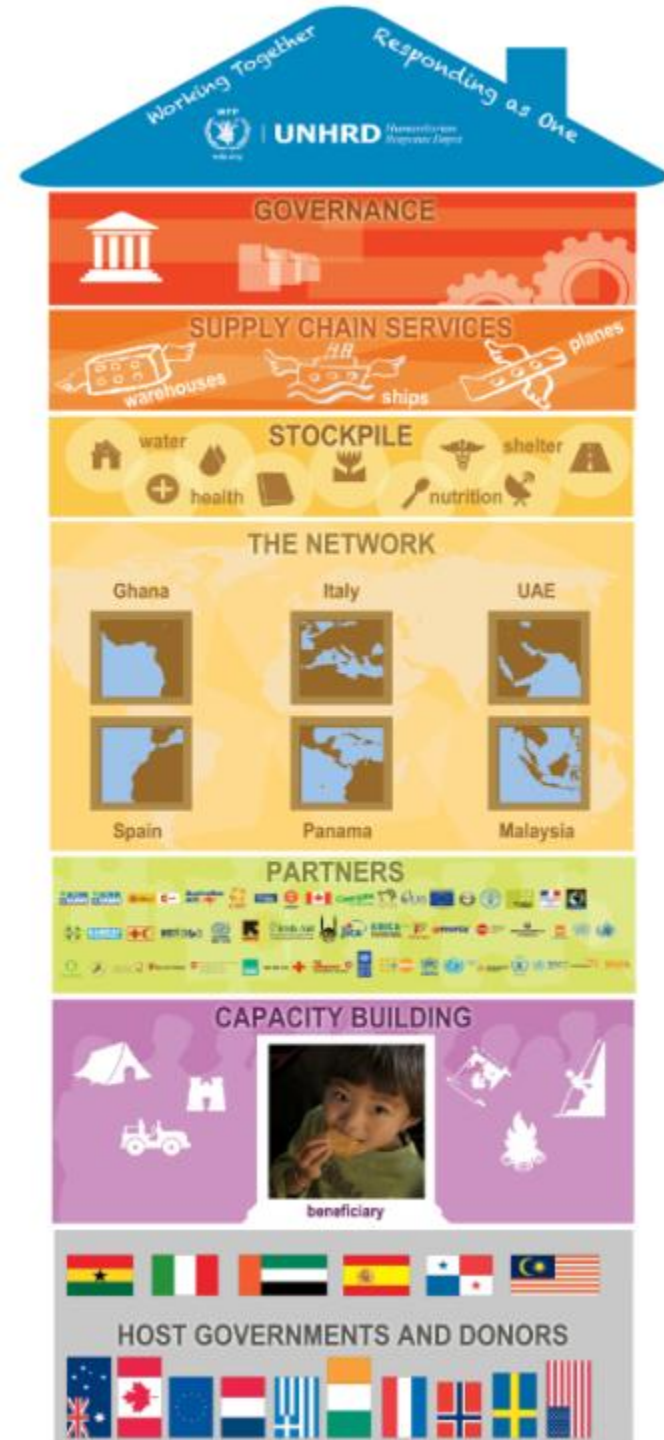 Working Together
Responding as One
WFP
wfp.org
UNHRD Humanitarian Response Depot
GOVERNANCE
SUPPLY CHAIN SERVICES
warehouses
ships
planes
STOCKPILE
water
shelter
health
nutrition
THE NETWORK
Ghana Italy UAE
Spain Panama Malaysia
PARTNERS
CAPACITY BUILDING
beneficiary
HOST GOVERNMENTS AND DONORS